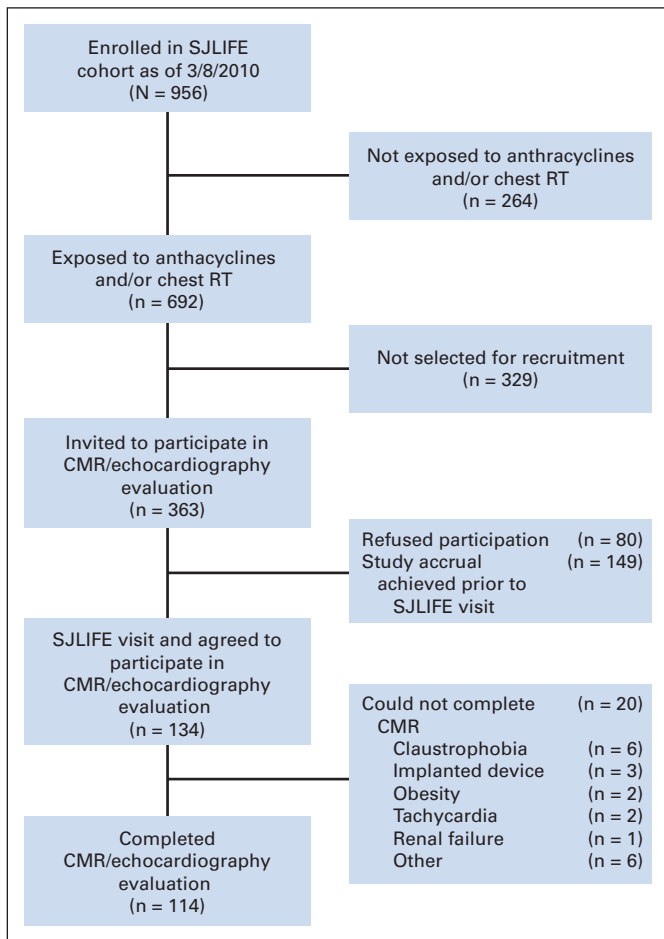 Enrolled in SJLIFE
cohort as of 3/8/2010
(N = 956)
Not exposed to anthracyclines
and/or chest RT
(n = 264)
Exposed to anthacyclines
and/or chest RT
(n = 692)
Not selected for recruitment
(n = 329)
Invited to participate in
CMR/echocardiography
evaluation
(n = 363)
Refused participation (n = 80)
Study accrual (n = 149)
achieved prior to
SJLIFE visit
SJLIFE visit and agreed to
participate in
CMR/echocardiography
evaluation
(n = 134)
Could not complete (n = 20)
CMR
Claustrophobia (n = 6)
Implanted device (n = 3)
Obesity (n = 2)
Tachycardia (n = 2)
Renal failure (n = 1)
Other (n = 6)
Completed
CMR/echocardiography
evaluation
(n = 114)